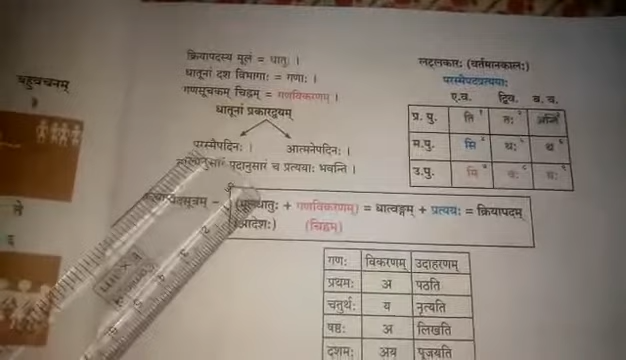 बहुवचनम्
क्रियापदस्य मूलं = धातुः ।
धातूनां दश विभागाः = गणाः ।
गणसूचकम् चिह्नम् = गणविकरणम् ।
धातूनां प्रकारद्वयम्
परस्मैपदिनः । आत्मनेपदिनः ।
पदानुसारं च प्रत्ययाः भवन्ति ।
लट्लकारः (वर्तमानकालः)
परस्मैपदप्रत्ययाः
ए.व. द्विव. ब. व.
प्र. पु. ति तः अन्ति
म.पु. सि थः थ
उ.पु. मि वः मः
(मूलधातुः + गणविकरणम्) = धात्वङ्गम् + प्रत्ययः = क्रियापदम्
(आदेशः) (चिह्नम्)
गणः विकरणम् उदाहरणम्
प्रथमः अ पठति
चतुर्थः य नृत्यति
षष्ठः अ लिखति
दशमः अय पूजयति